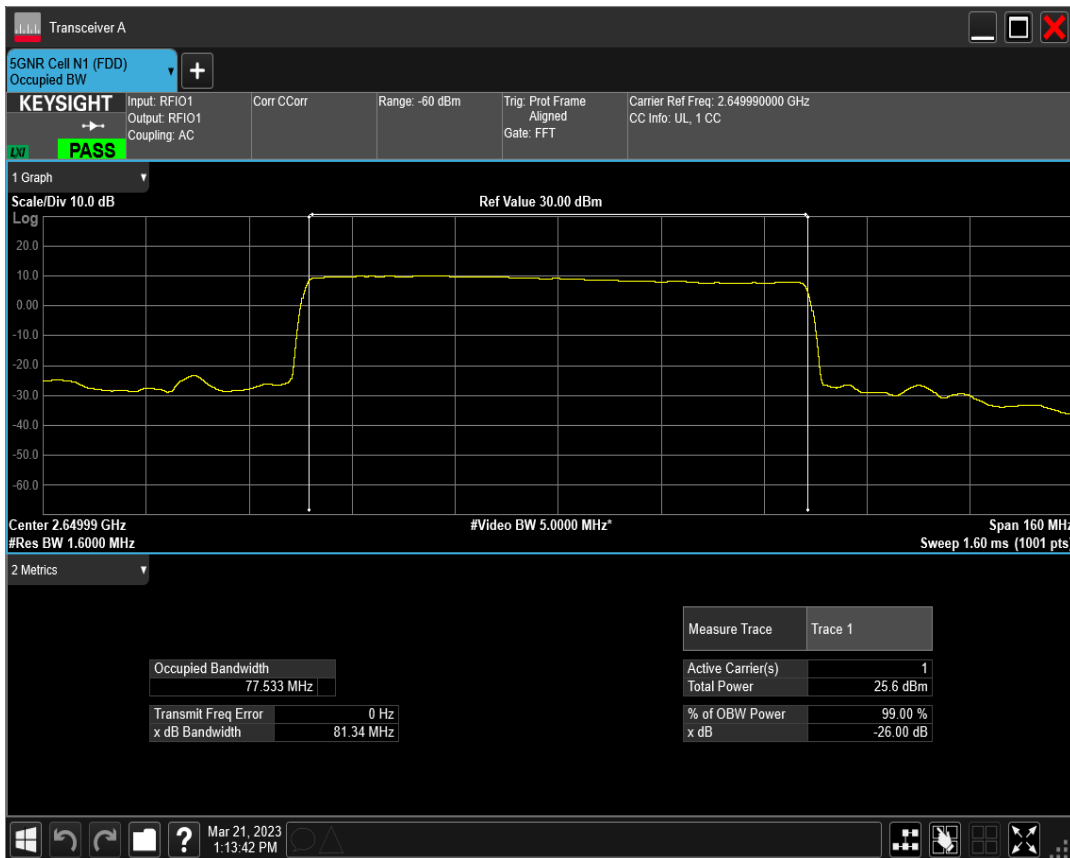 Transceiver A
5GNR Cell N1 (FDD)
Occupied BW
+
KEYSIGHT
LXI
PASS
Input: RFIO1
Output: RFIO1
Coupling: AC
Corr CCorr
Range: -60 dBm
Trig: Prot Frame
Aligned
Gate: FFT
Carrier Ref Freq: 2.649990000 GHz
CC Info: UL, 1 CC
1 Graph
Scale/Div 10.0 dB
Ref Value 30.00 dBm
Log
20.0
10.0
0.00
-10.0
-20.0
-30.0
-40.0
-50.0
-60.0
Center 2.64999 GHz
#Video BW 5.0000 MHz*
Span 160 MHz
#Res BW 1.6000 MHz
Sweep 1.60 ms (1001 pts)
2 Metrics
Measure Trace Trace 1
Occupied Bandwidth
77.533 MHz
Active Carrier(s) 1
Total Power 25.6 dBm
Transmit Freq Error 0 Hz
x dB Bandwidth 81.34 MHz
% of OBW Power 99.00 %
x dB -26.00 dB
?
Mar 21, 2023
1:13:42 PM